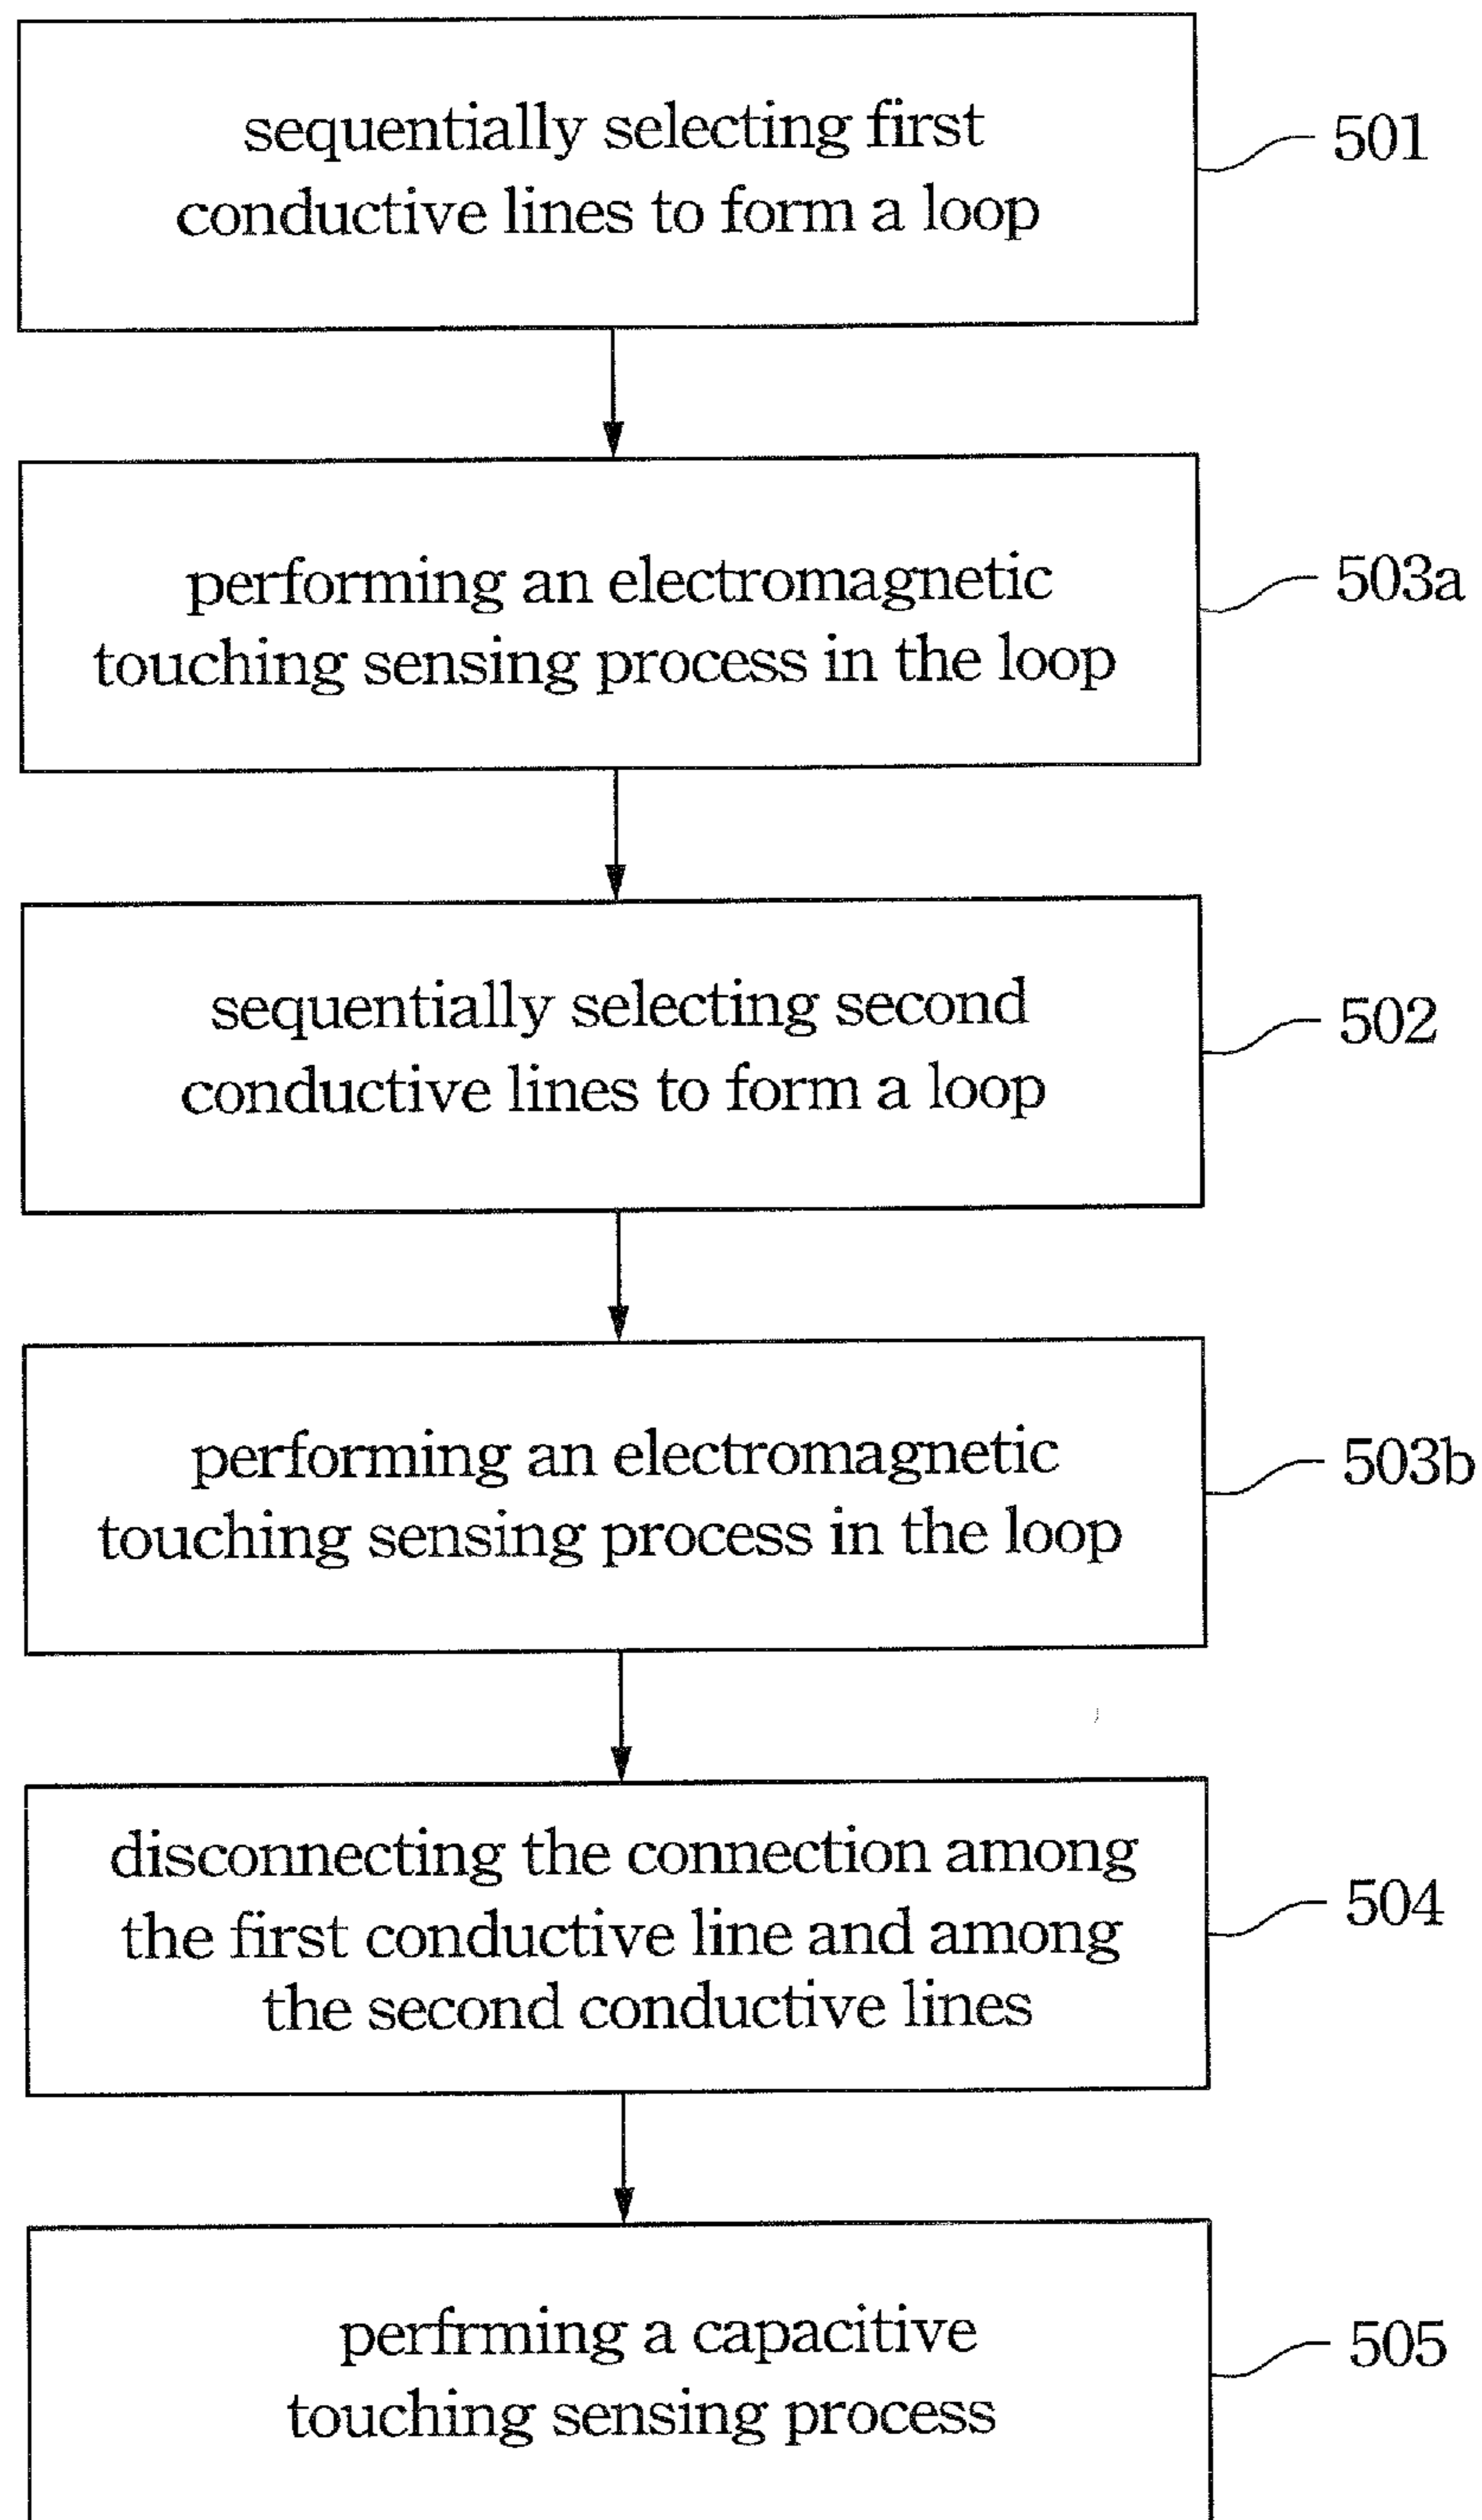 sequentially selecting first
conductive lines to form a loop
501
performing an electromagnetic
touching sensing process in the loop
503a
sequentially selecting second
conductive lines to form a loop
502
performing an electromagnetic
touching sensing process in the loop
503b
disconnecting the connection among
the first conductive line and among
the second conductive lines
504
perfrming a capacitive
touching sensing process
505